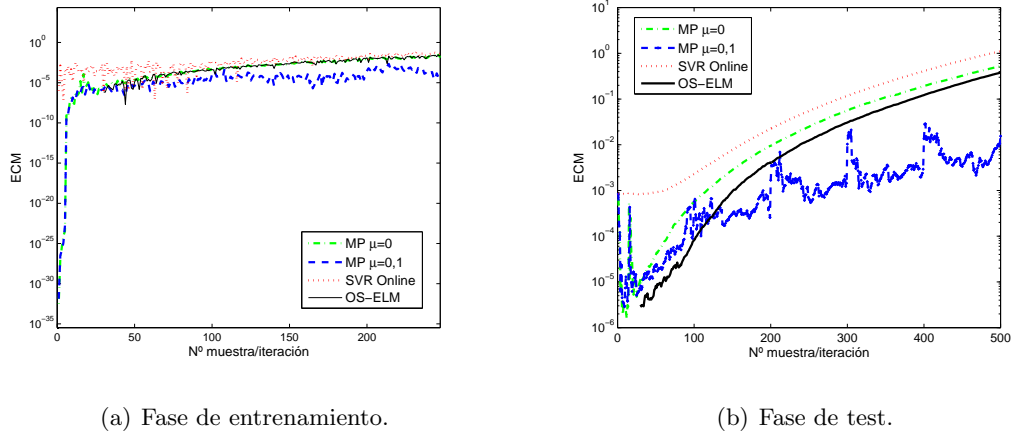 10^0
10^-5
10^-10
10^-15
10^-20
10^-25
10^-30
10^-35
ECM
0
50
100
150
200
Nº muestra/iteración
MP μ=0
MP μ=0,1
SVR Online
OS−ELM
(a) Fase de entrenamiento.
10^1
10^0
10^-1
10^-2
10^-3
10^-4
10^-5
10^-6
ECM
0
100
200
300
400
500
Nº muestra/iteración
MP μ=0
MP μ=0,1
SVR Online
OS−ELM
(b) Fase de test.